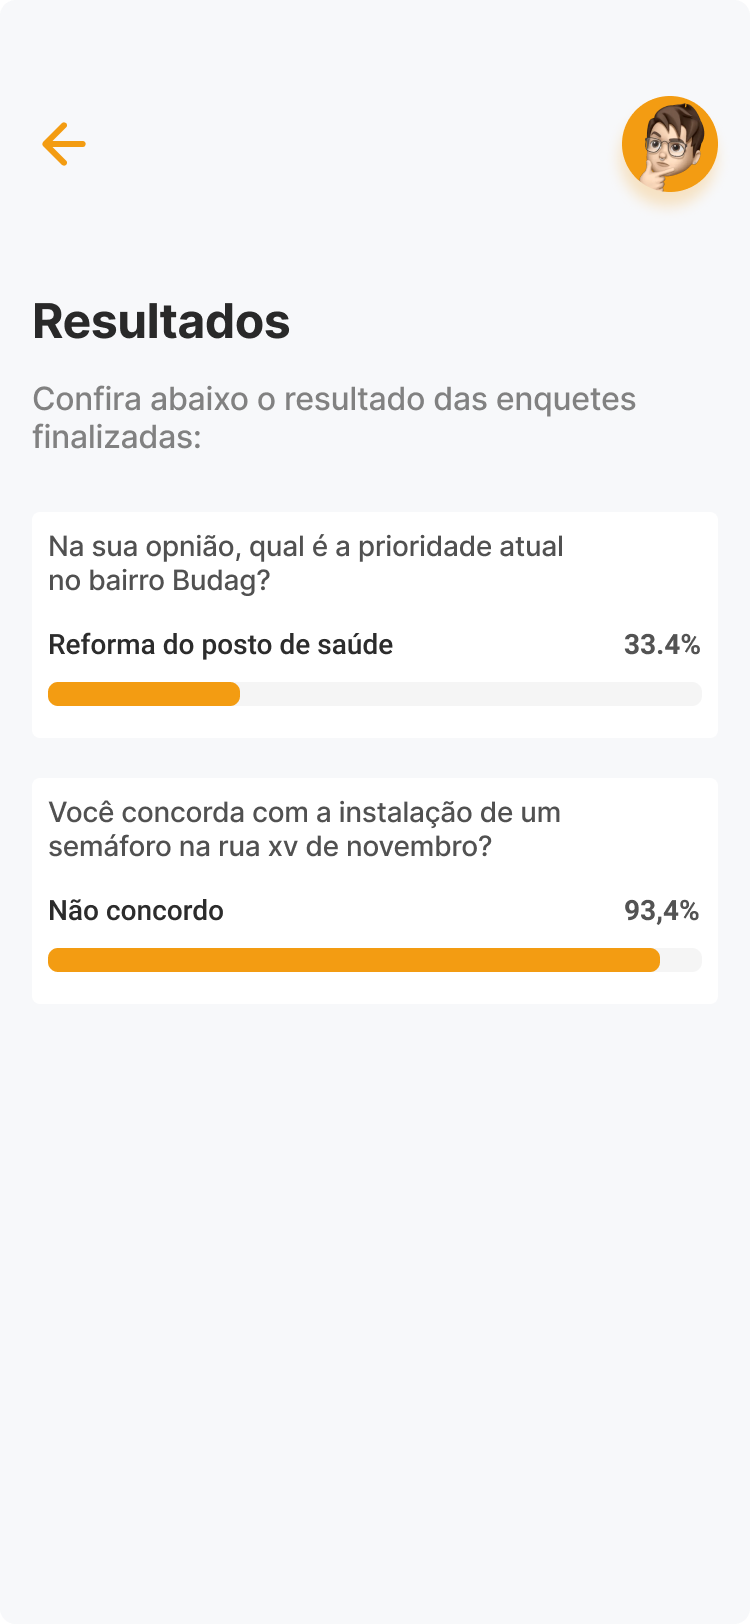 Resultados
Confira abaixo o resultado das enquetes
finalizadas:
Na sua opnião, qual é a prioridade atual
no bairro Budag?
Reforma do posto de saúde 33.4%
Você concorda com a instalação de um
semáforo na rua xv de novembro?
Não concordo 93,4%